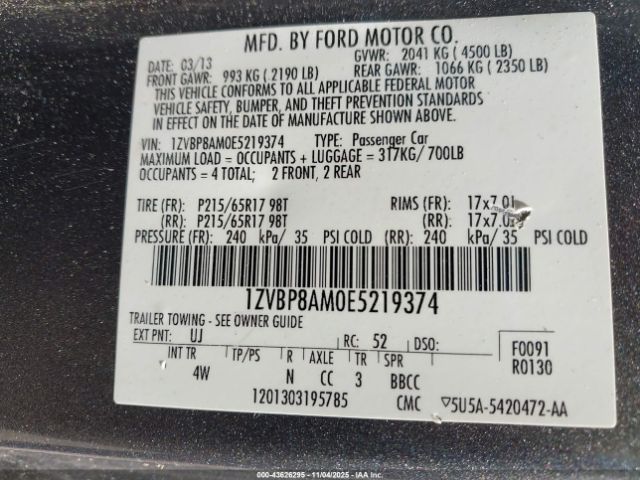 MFD. BY FORD MOTOR CO.
DATE: 03/13 GVWR: 2041 KG (4500 LB)
FRONT GAWR: 993 KG (2190 LB) REAR GAWR: 1066 KG (2350 LB)
THIS VEHICLE CONFORMS TO ALL APPLICABLE FEDERAL MOTOR
VEHICLE SAFETY, BUMPER, AND THEFT PREVENTION STANDARDS
IN EFFECT ON THE DATE OF MANUFACTURE SHOWN ABOVE.
VIN: 1ZVBP8AM0E5219374 TYPE: Passenger Car
MAXIMUM LOAD = OCCUPANTS + LUGGAGE = 317KG/ 700LB
OCCUPANTS = 4 TOTAL; 2 FRONT, 2 REAR
TIRE (FR): P215/65R17 98T RIMS (FR): 17x7.0J
(RR): P215/65R17 98T (RR): 17x7.0
PRESSURE (FR): 240 kPa/ 35 PSI COLD (RR): 240 kPa/ 35 PSI COLD
1ZVBP8AM0E5219374
TRAILER TOWING - SEE OWNER GUIDE
EXT PNT: UJ RC: 52 DSO: F0091
INT TR TP/PS R AXLE TR SPR R0130
4W N CC 3 BBCC
1201303195785 CMC ▽5U5A-5420472-AA
© IAA Holdings, LLC 000-43626295 - 11/04/2025 - IAA Inc.